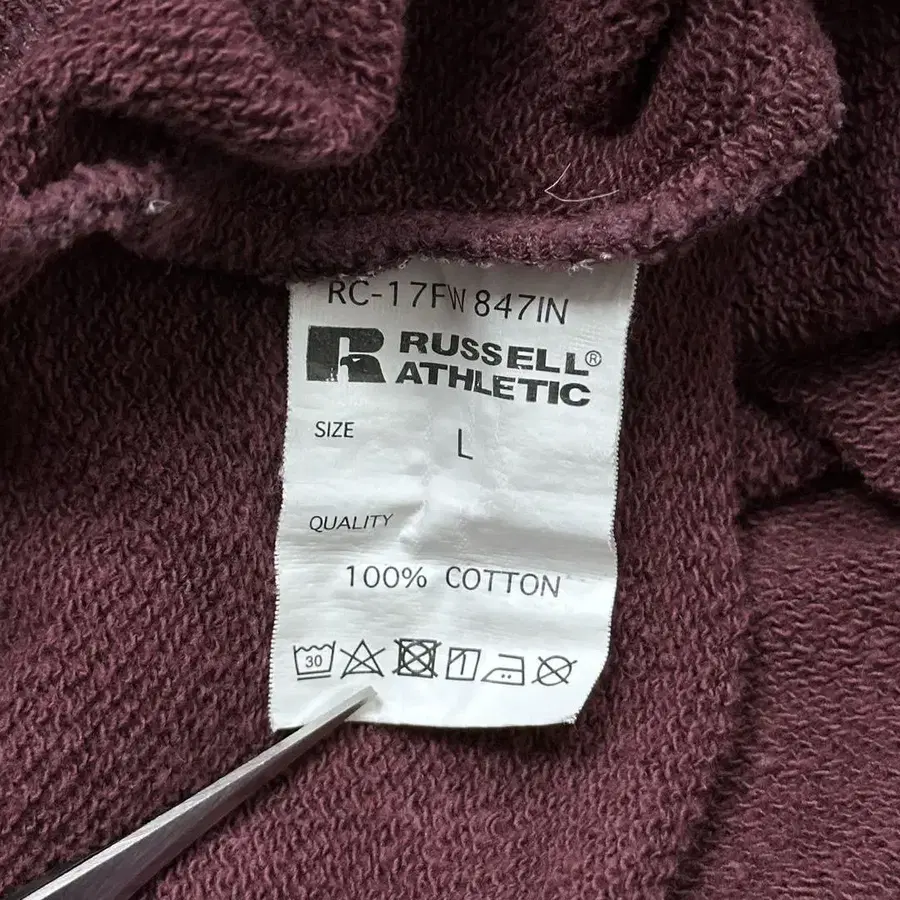 RC-17FW 847IN
RUSSELL®
ATHLETIC
SIZE
L
QUALITY
100% COTTON
30